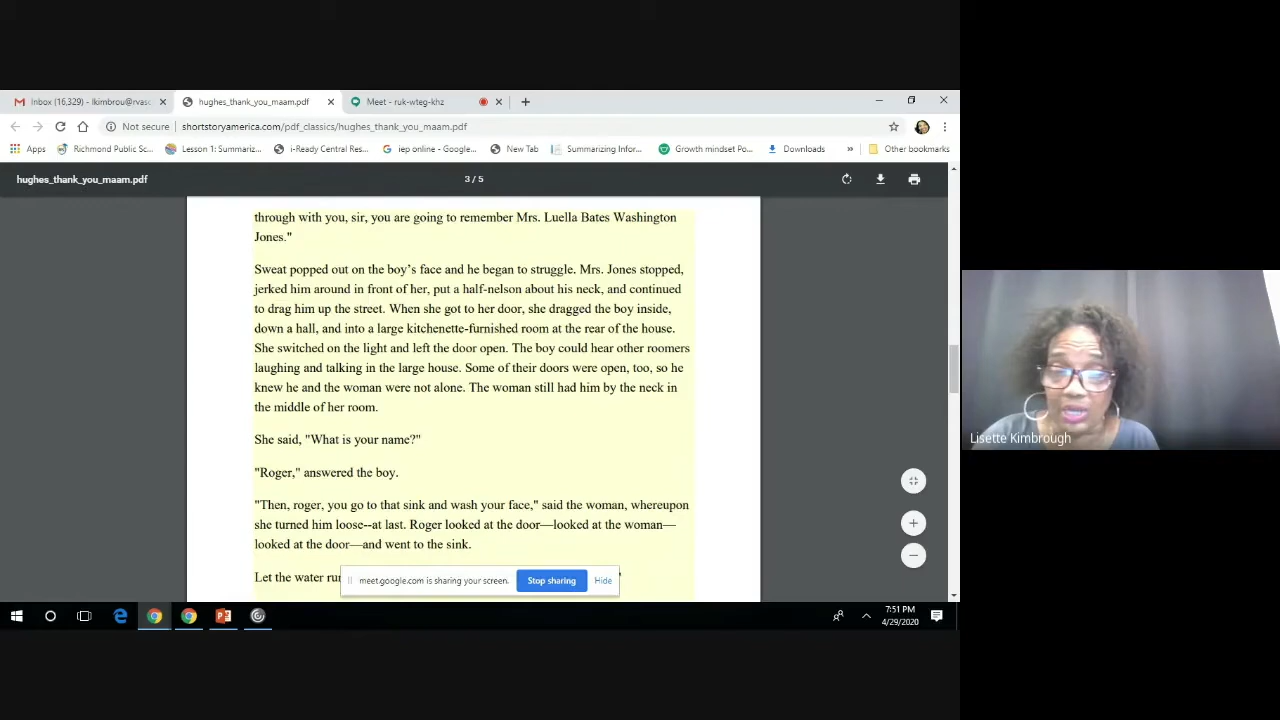 Inbox (16,329) - lkimbrou@rvasc
hughes_thank_you_maam.pdf
Meet - ruk-wteg-khz
Not secure
shortstoryamerica.com/pdf_classics/hughes_thank_you_maam.pdf
Apps
Richmond Public Sc...
Lesson 1: Summariz...
i-Ready Central Res...
iep online - Google...
New Tab
Summarizing Infor...
Growth mindset Po...
Downloads
»
Other bookmarks
hughes_thank_you_maam.pdf
3 / 5
through with you, sir, you are going to remember Mrs. Luella Bates Washington
Jones."
Sweat popped out on the boy’s face and he began to struggle. Mrs. Jones stopped,
jerked him around in front of her, put a half-nelson about his neck, and continued
to drag him up the street. When she got to her door, she dragged the boy inside,
down a hall, and into a large kitchenette-furnished room at the rear of the house.
She switched on the light and left the door open. The boy could hear other roomers
laughing and talking in the large house. Some of their doors were open, too, so he
knew he and the woman were not alone. The woman still had him by the neck in
the middle of her room.
She said, "What is your name?"
"Roger," answered the boy.
"Then, roger, you go to that sink and wash your face," said the woman, whereupon
she turned him loose--at last. Roger looked at the door—looked at the woman—
looked at the door—and went to the sink.
Let the water
meet.google.com is sharing your screen.
Stop sharing
Hide
7:51 PM
4/29/2020
Lisette Kimbrough